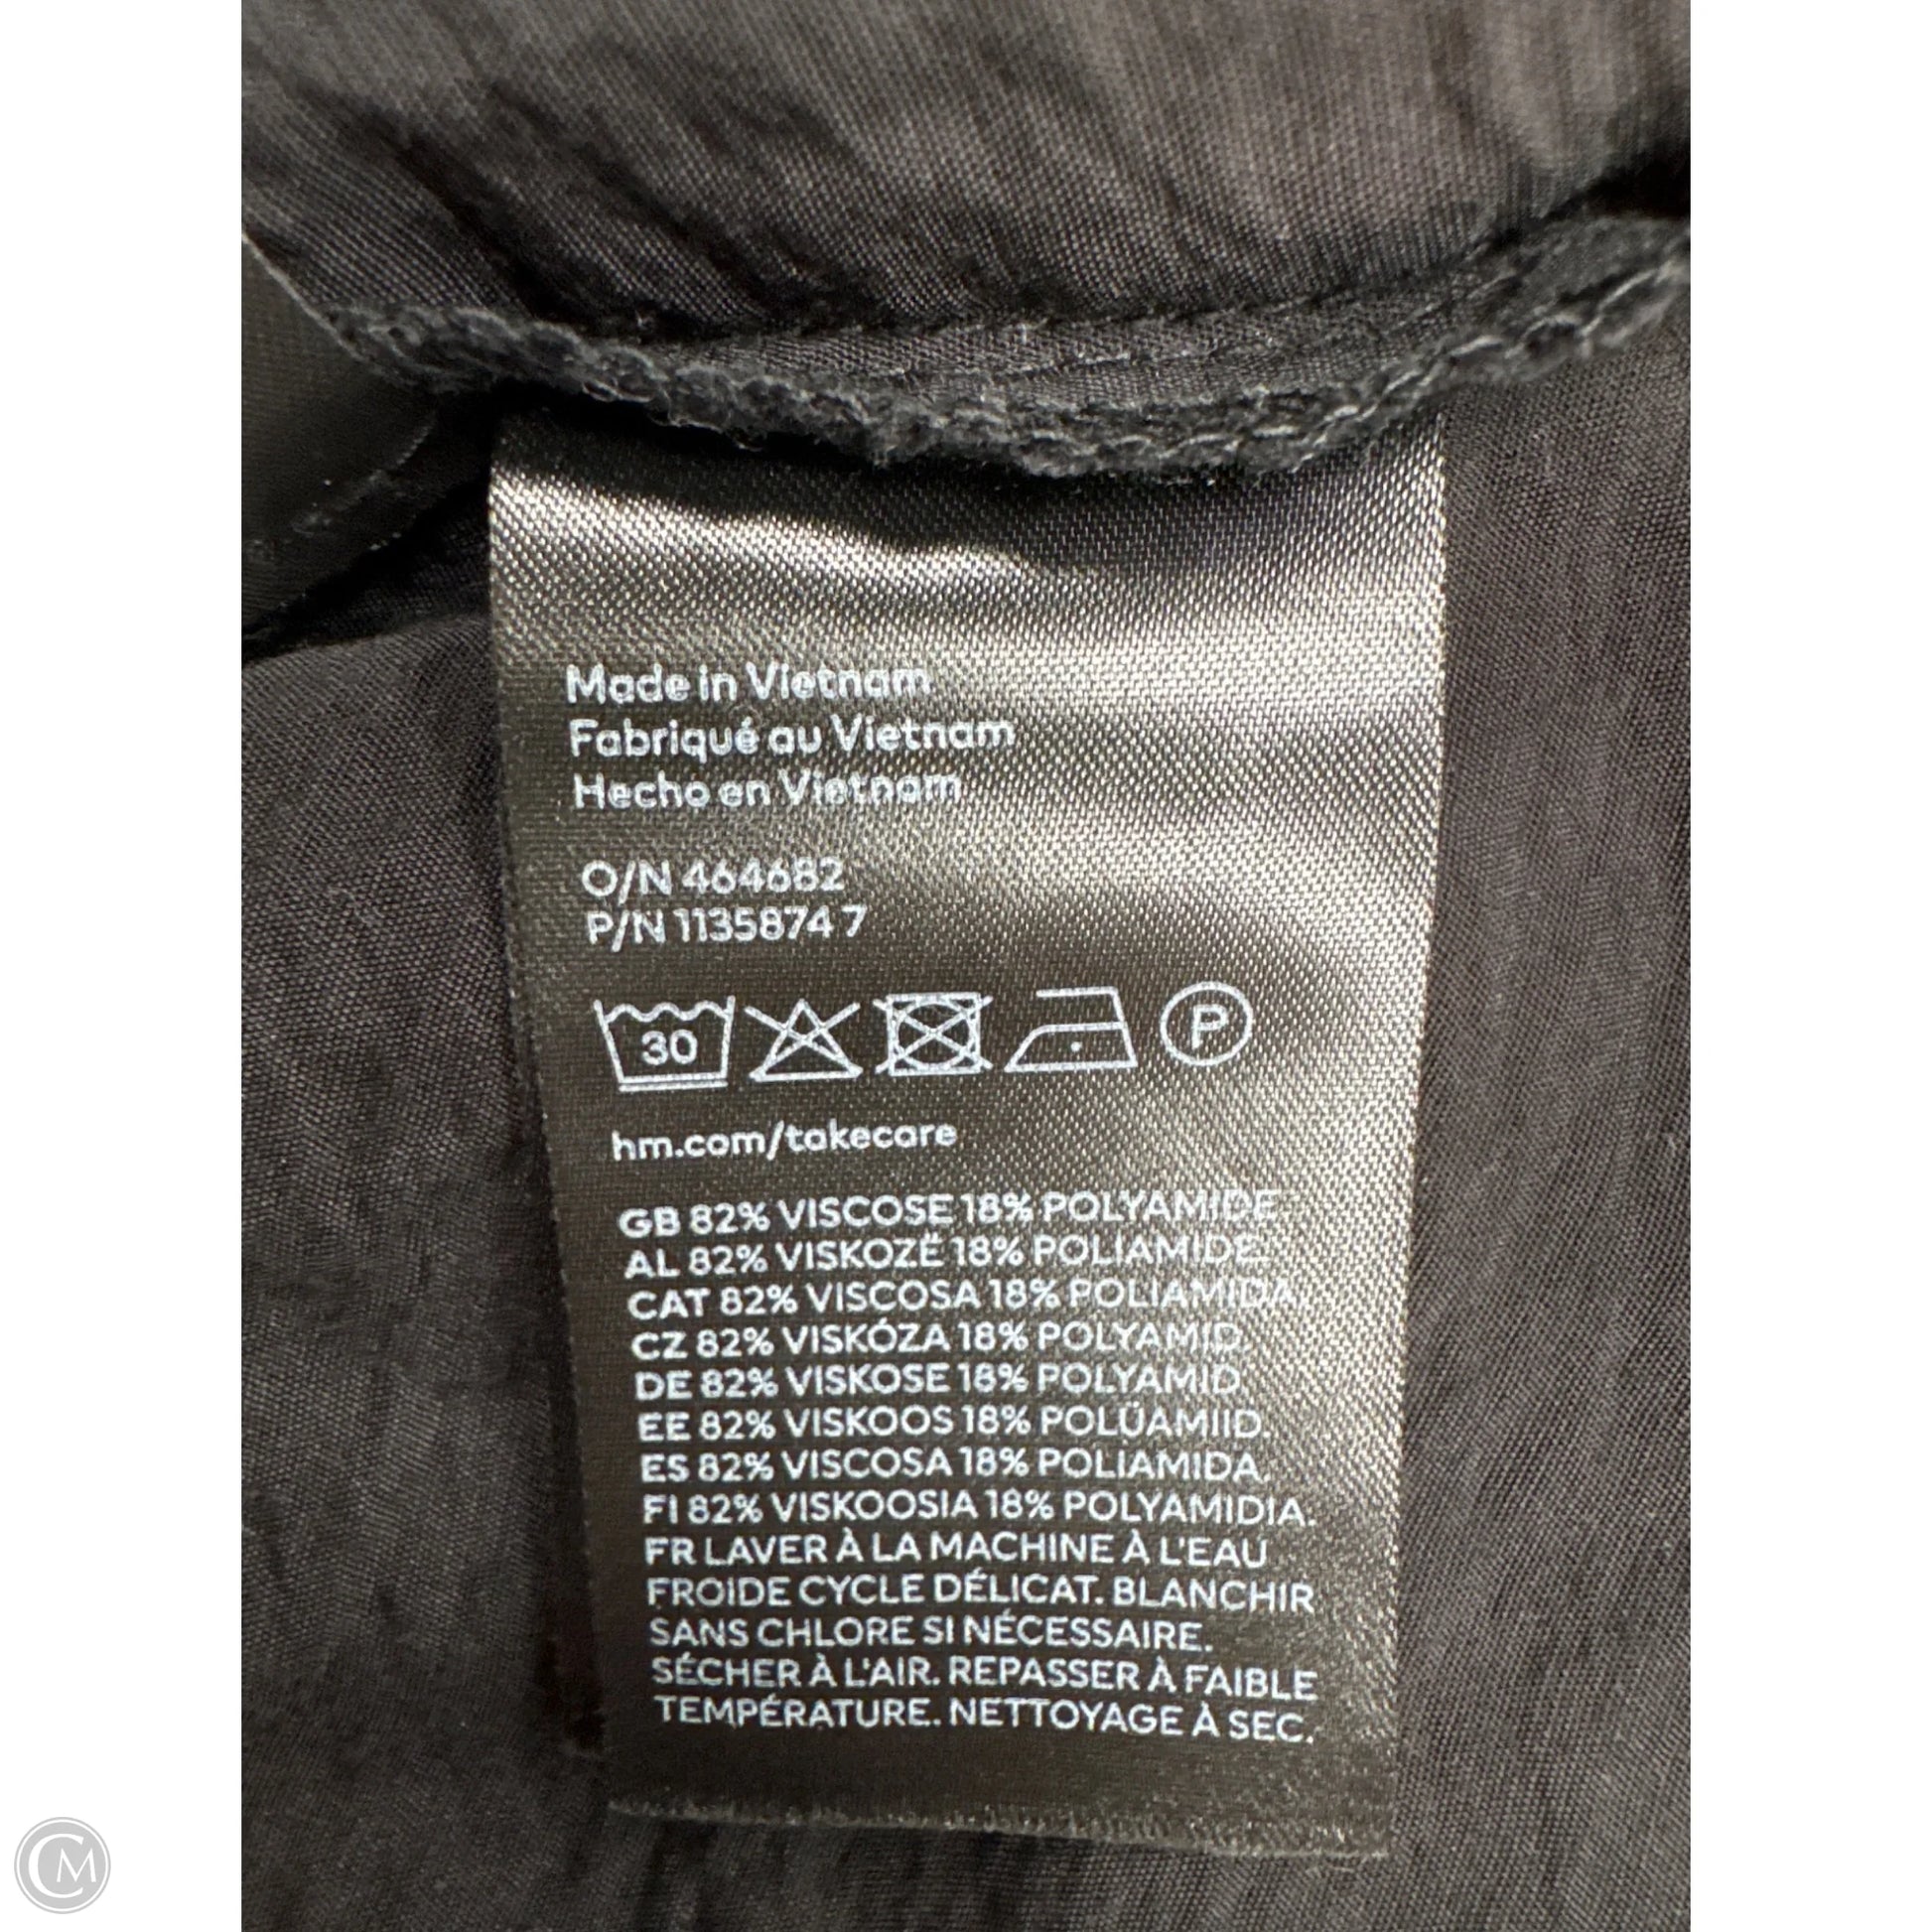 Made in Vietnam
Fabriqué au Vietnam
Hecho en Vietnam
O/N 464682
P/N 1135874 7
30
P
hm.com/takecare
GB 82% VISCOSE 18% POLYAMIDE
AL 82% VISKOZË 18% POLIAMIDE.
CAT 82% VISCOSA 18% POLIAMIDA.
CZ 82% VISKÓZA 18% POLYAMID.
DE 82% VISKOSE 18% POLYAMID.
EE 82% VISKOOS 18% POLÜAMIID.
ES 82% VISCOSA 18% POLIAMIDA.
FI 82% VISKOOSIA 18% POLYAMIDIA.
FR LAVER À LA MACHINE À L'EAU
FROIDE CYCLE DÉLICAT. BLANCHIR
SANS CHLORE SI NÉCESSAIRE.
SÉCHER À L'AIR. REPASSER À FAIBLE
TEMPÉRATURE. NETTOYAGE À SEC.
CM